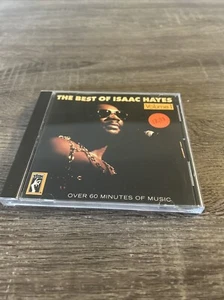 THE BEST OF ISAAC HAYES
OVER 60 MINUTES OF MUSIC